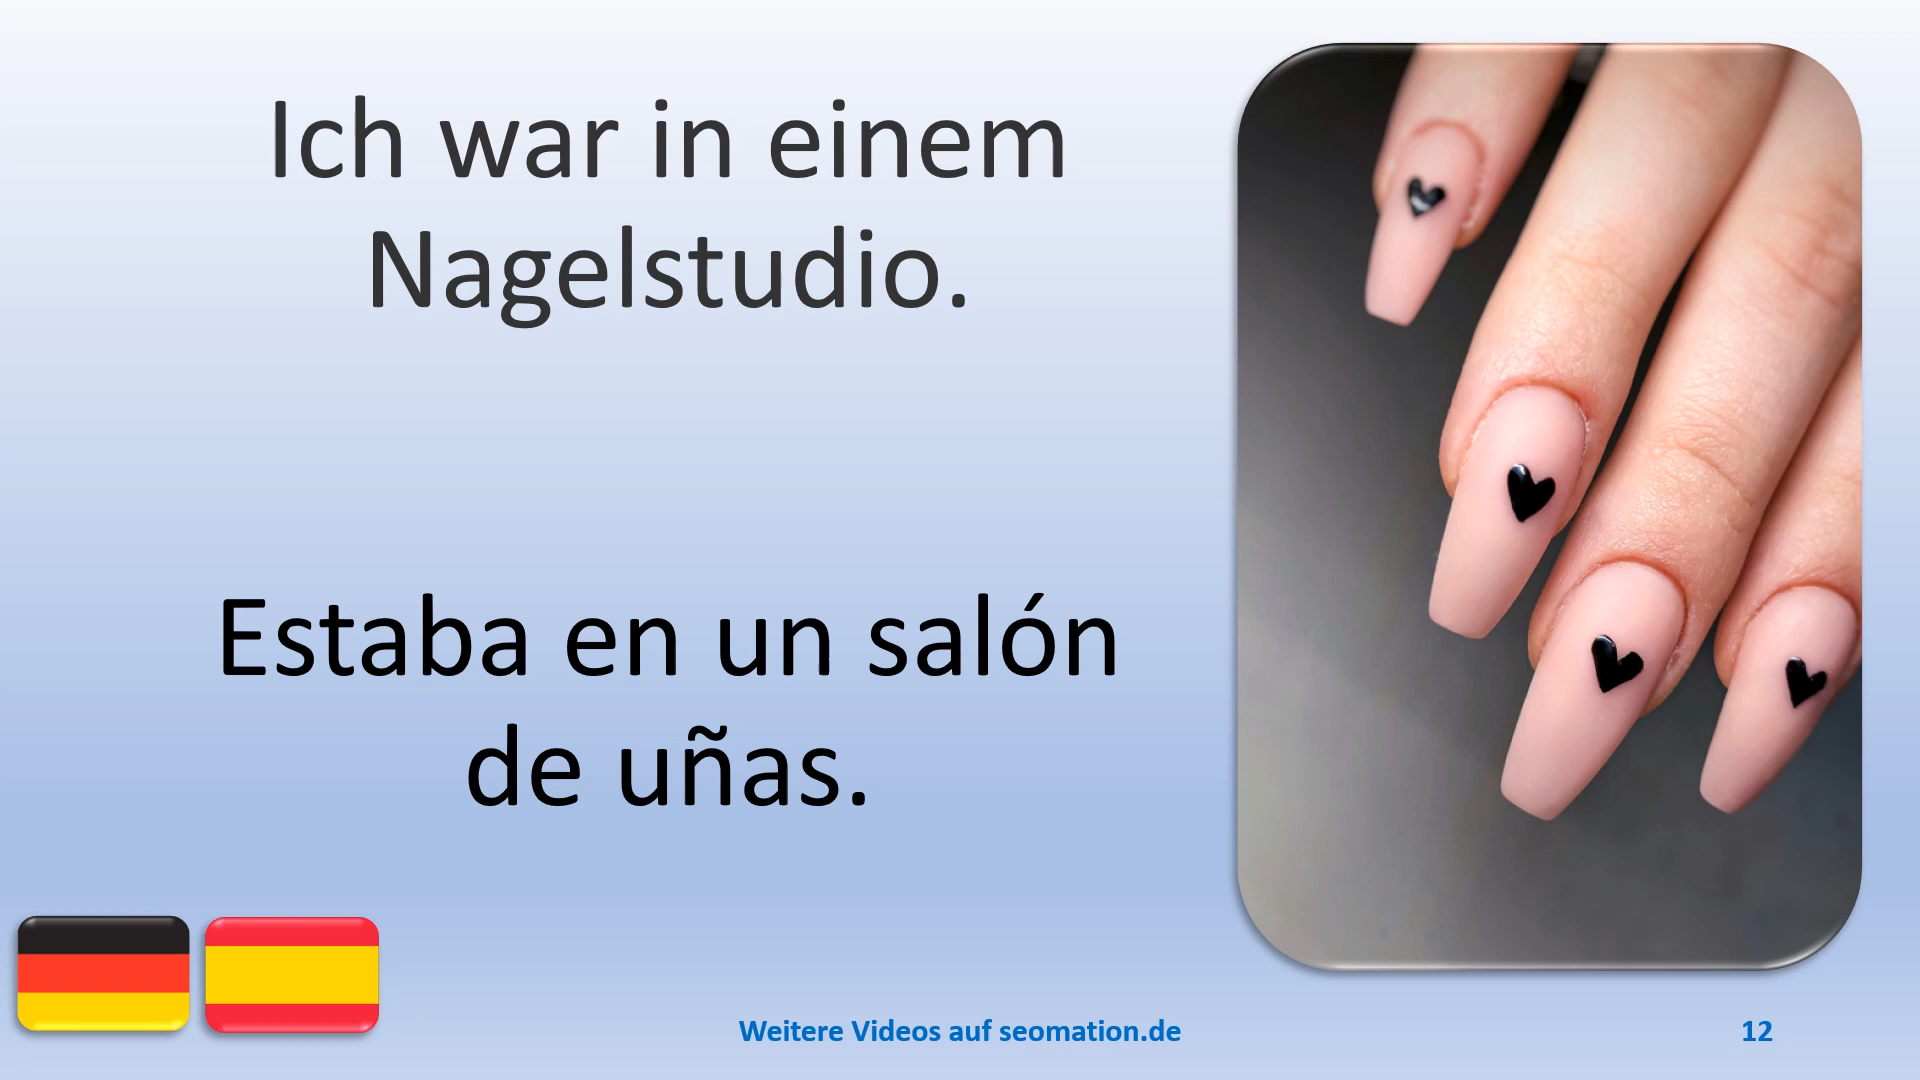 Ich war in einem
Nagelstudio.
Estaba en un salón
de uñas.
Weitere Videos auf seomation.de
12